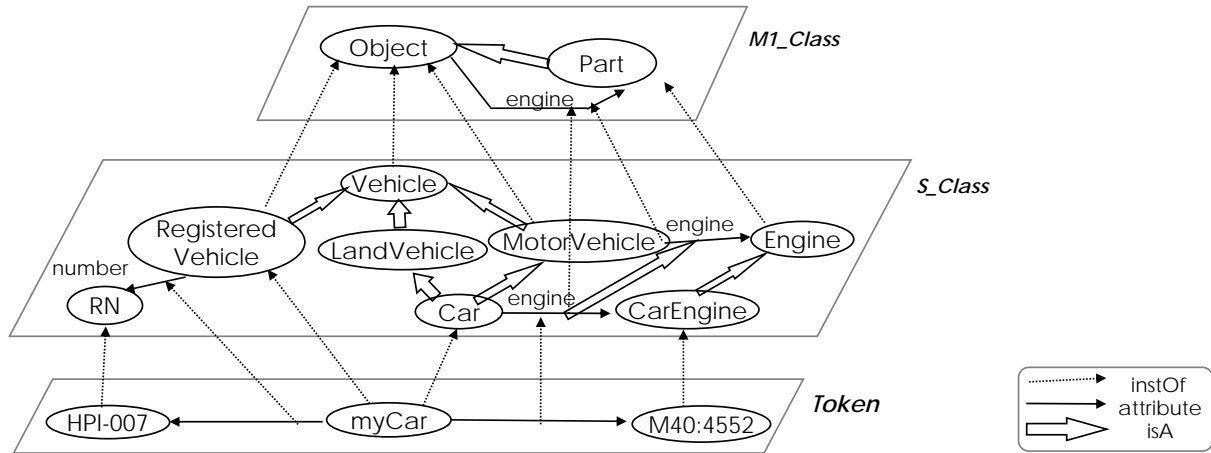 Object
Part
M1_Class
engine
Vehicle
S_Class
Registered
Vehicle
LandVehicle
MotorVehicle
engine
Engine
number
RN
Car
engine
CarEngine
HPI-007
myCar
M40:4552
Token
instOf
attribute
isA